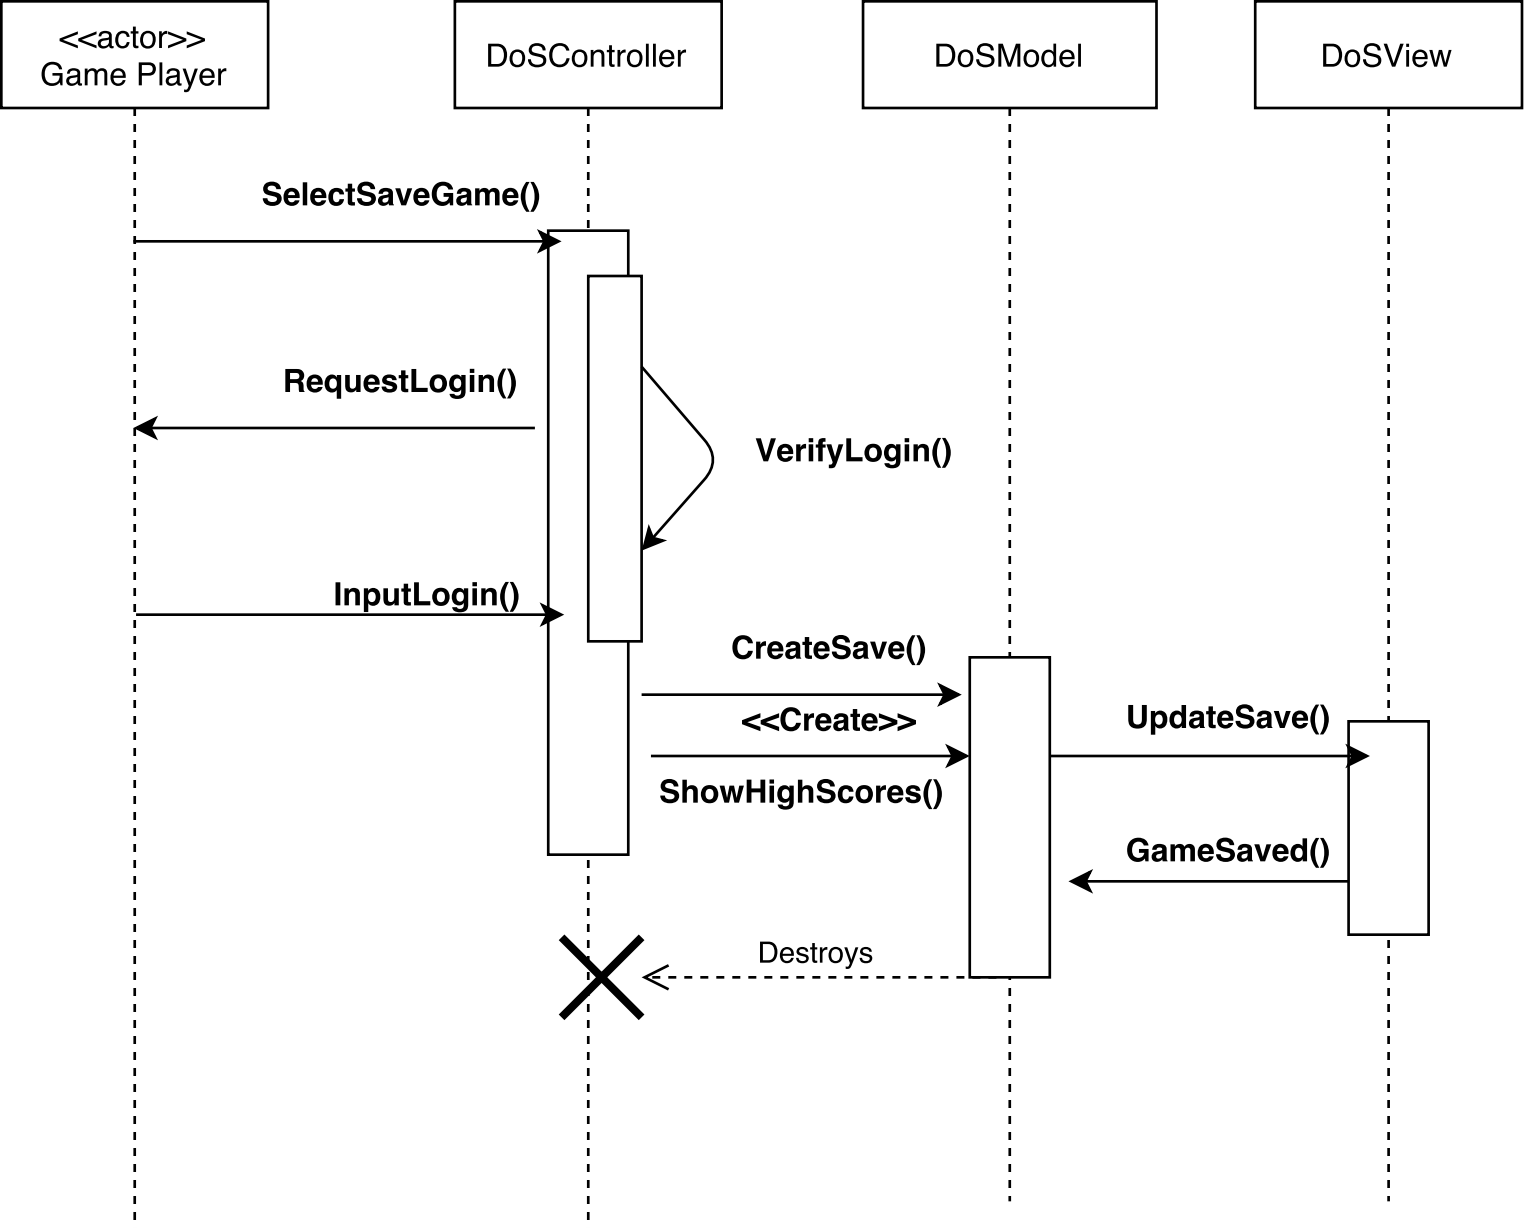 <<actor>>
Game Player
DoSController
DoSModel
DoSView
SelectSaveGame()
RequestLogin()
VerifyLogin()
InputLogin()
CreateSave()
<<Create>>
UpdateSave()
ShowHighScores()
GameSaved()
Destroys